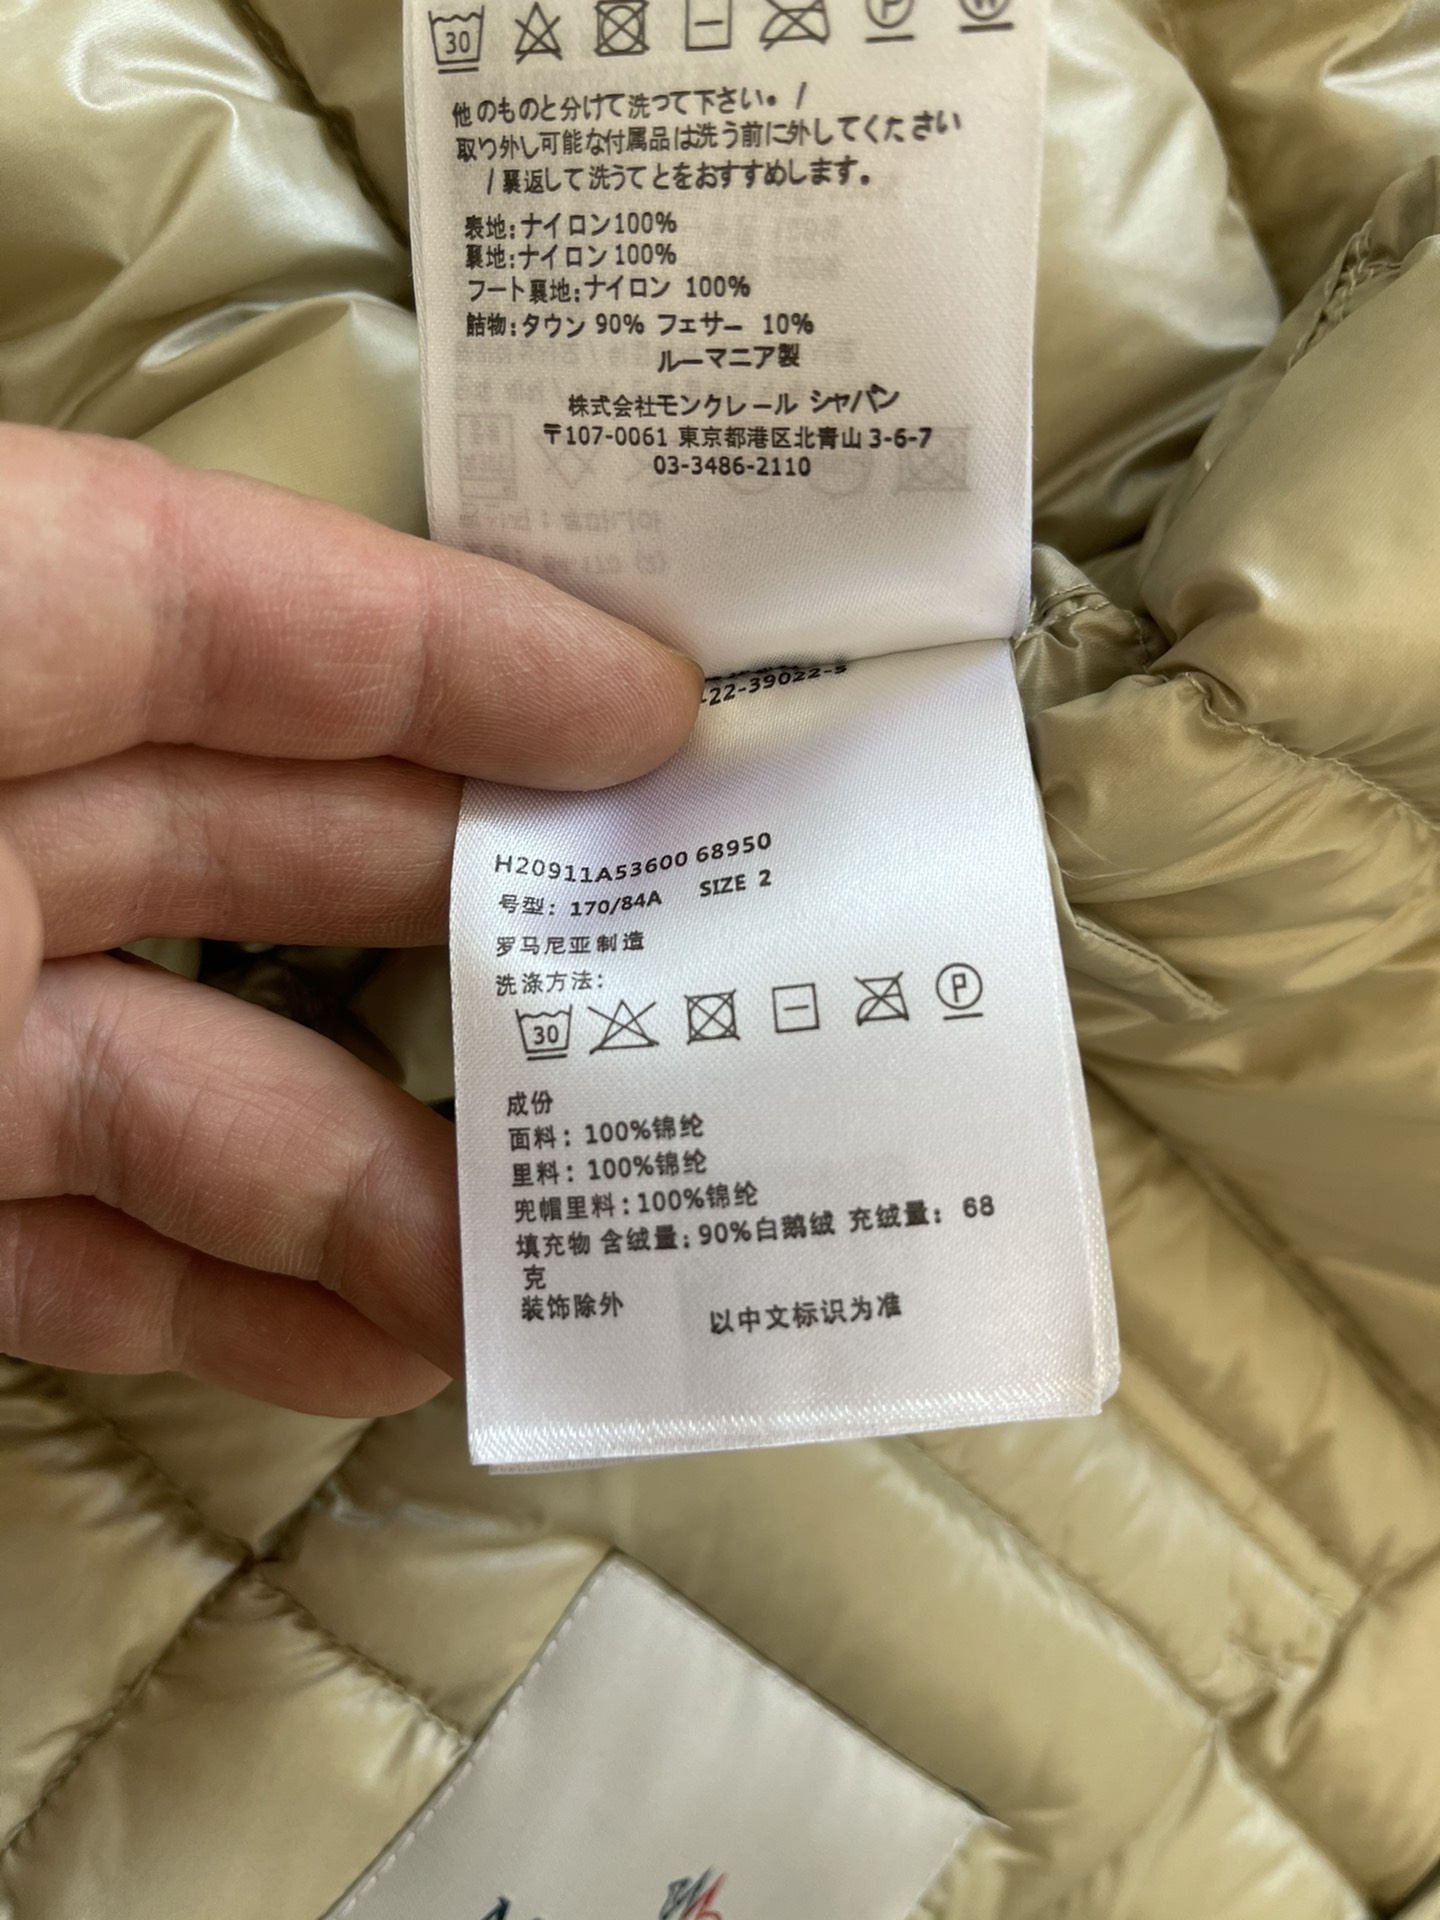 30 P W
他のものと分けて洗って下さい。/
取り外し可能な付属品は洗う前に外してください
/裏返して洗うてとをおすすめします。
表地:ナイロン100%
裏地:ナイロン100%
フート裏地:ナイロン 100%
詰物:タウン 90% フェサー 10%
ルーマニア製
株式会社モンクレール シャパン
〒107-0061 東京都港区北青山 3-6-7
03-3486-2110
-22-39022-5
H20911A53600 68950
号型: 170/84A SIZE 2
罗马尼亚制造
洗涤方法:
30 P
成份
面料: 100%锦纶
里料: 100%锦纶
兜帽里料:100%锦纶
填充物 含绒量:90%白鹅绒 充绒量: 68
克
装饰除外 以中文标识为准